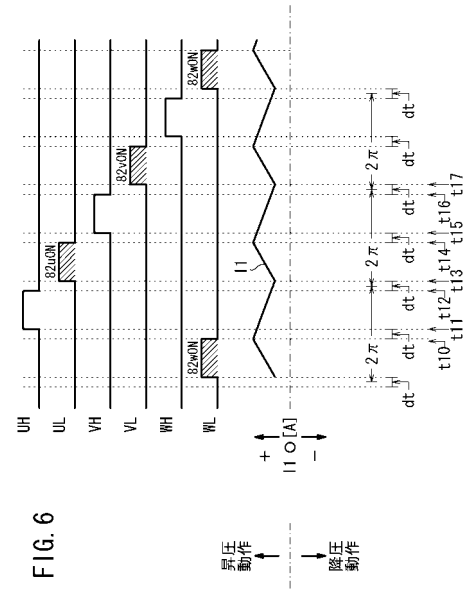 FIG. 6
UH
UL
VH
VL
WH
WL
82wON
82uON
82vON
82wON
I1
昇圧
動作
降圧
動作
+
I1 0[A]
−
2π
2π
2π
dt
dt
dt
dt
dt
dt
dt
t10
t11
t12
t13
t14
t15
t16
t17